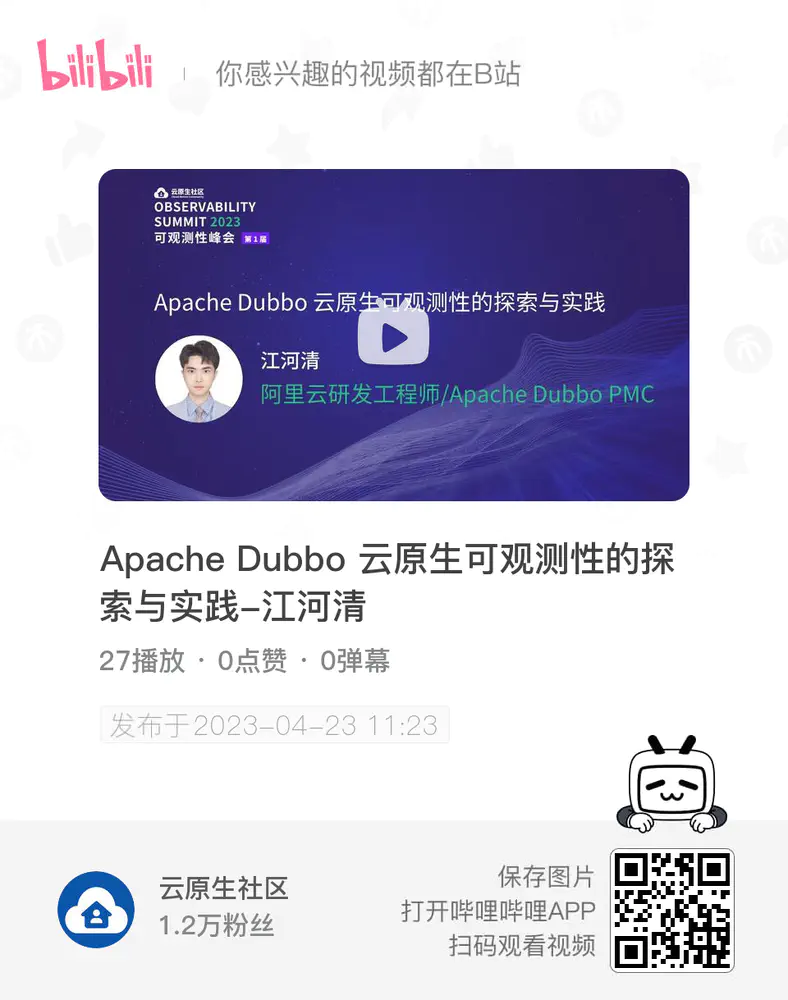 bilibili
你感兴趣的视频都在B站
云原生社区
OBSERVABILITY
SUMMIT 2023
可观测性峰会 第1届
Apache Dubbo 云原生可观测性的探索与实践
江河清
阿里云研发工程师/Apache Dubbo PMC
Apache Dubbo 云原生可观测性的探
索与实践-江河清
27播放 · 0点赞 · 0弹幕
发布于2023-04-23 11:23
云原生社区
1.2万粉丝
保存图片
打开哔哩哔哩APP
扫码观看视频